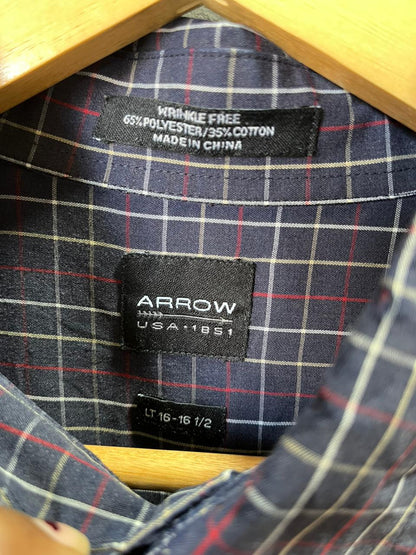 WRINKLE FREE
65% POLYESTER/35% COTTON
MADE IN CHINA
ARROW
USA • 1851
LT 16-16 1/2